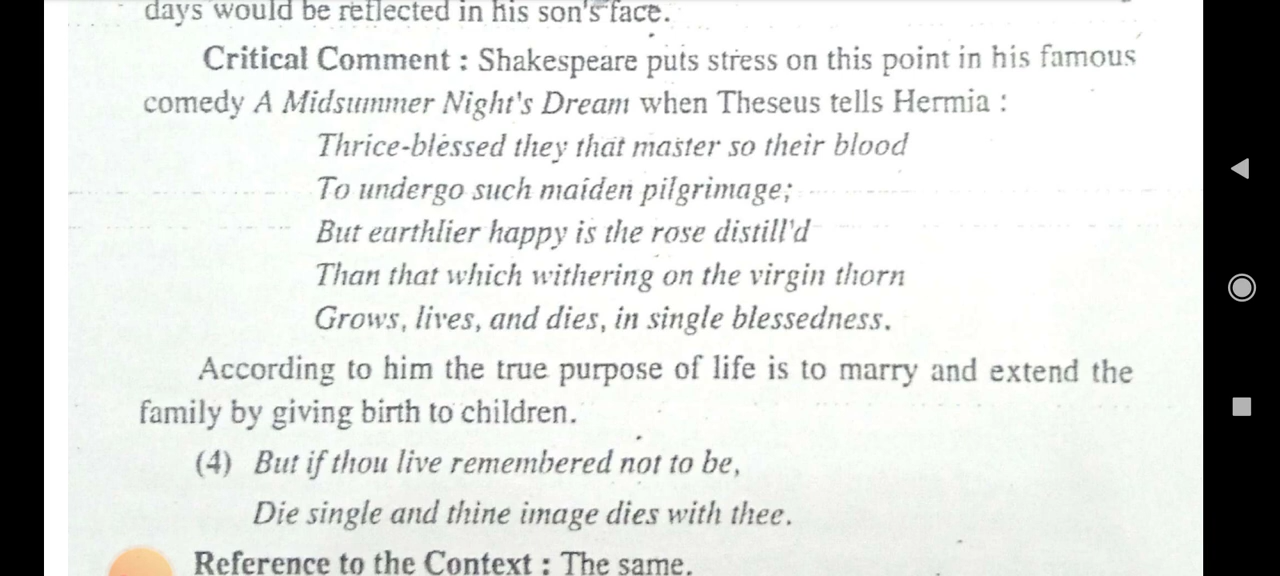 days would be reflected in his son's face.
Critical Comment : Shakespeare puts stress on this point in his famous
comedy A Midsummer Night's Dream when Theseus tells Hermia :
Thrice-blessed they that master so their blood
To undergo such maiden pilgrimage;
But earthlier happy is the rose distill'd
Than that which withering on the virgin thorn
Grows, lives, and dies, in single blessedness.
According to him the true purpose of life is to marry and extend the
family by giving birth to children.
(4) But if thou live remembered not to be,
Die single and thine image dies with thee.
Reference to the Context : The same.